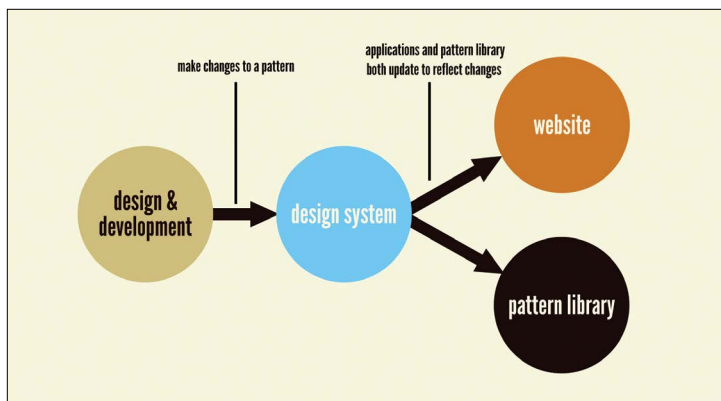 make changes to a pattern
applications and pattern library
both update to reflect changes
website
design &
development
design system
pattern library